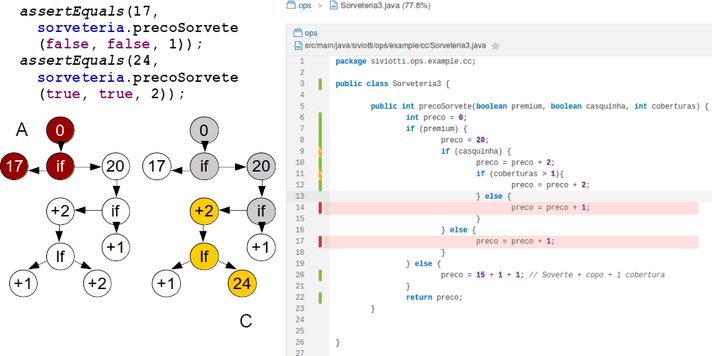 assertEquals(17,
sorveteria.precoSorvete
(false, false, 1));
assertEquals(24,
sorveteria.precoSorvete
(true, true, 2));
A
0
17
if
20
+2
if
+1
If
+1
+2
0
17
if
20
+2
if
+1
If
+1
24
C
ops > Sorveteria3.java (77.8%)
ops
src/main/java/siviotti/ops/example/cc/Sorveteria3.java
1 package siviotti.ops.example.cc;
2
3 public class Sorveteria3 {
4
5 public int precoSorvete(boolean premium, boolean casquinha, int coberturas) {
6 int preco = 0;
7 if (premium) {
8 preco = 20;
9 if (casquinha) {
10 preco = preco + 2;
11 if (coberturas > 1){
12 preco = preco + 2;
13 } else {
14 preco = preco + 1;
15 }
16 } else {
17 preco = preco + 1;
18 }
19 } else {
20 preco = 15 + 1 + 1; // Soverte + copo + 1 cobertura
21 }
22 return preco;
23 }
24
25
26 }
27